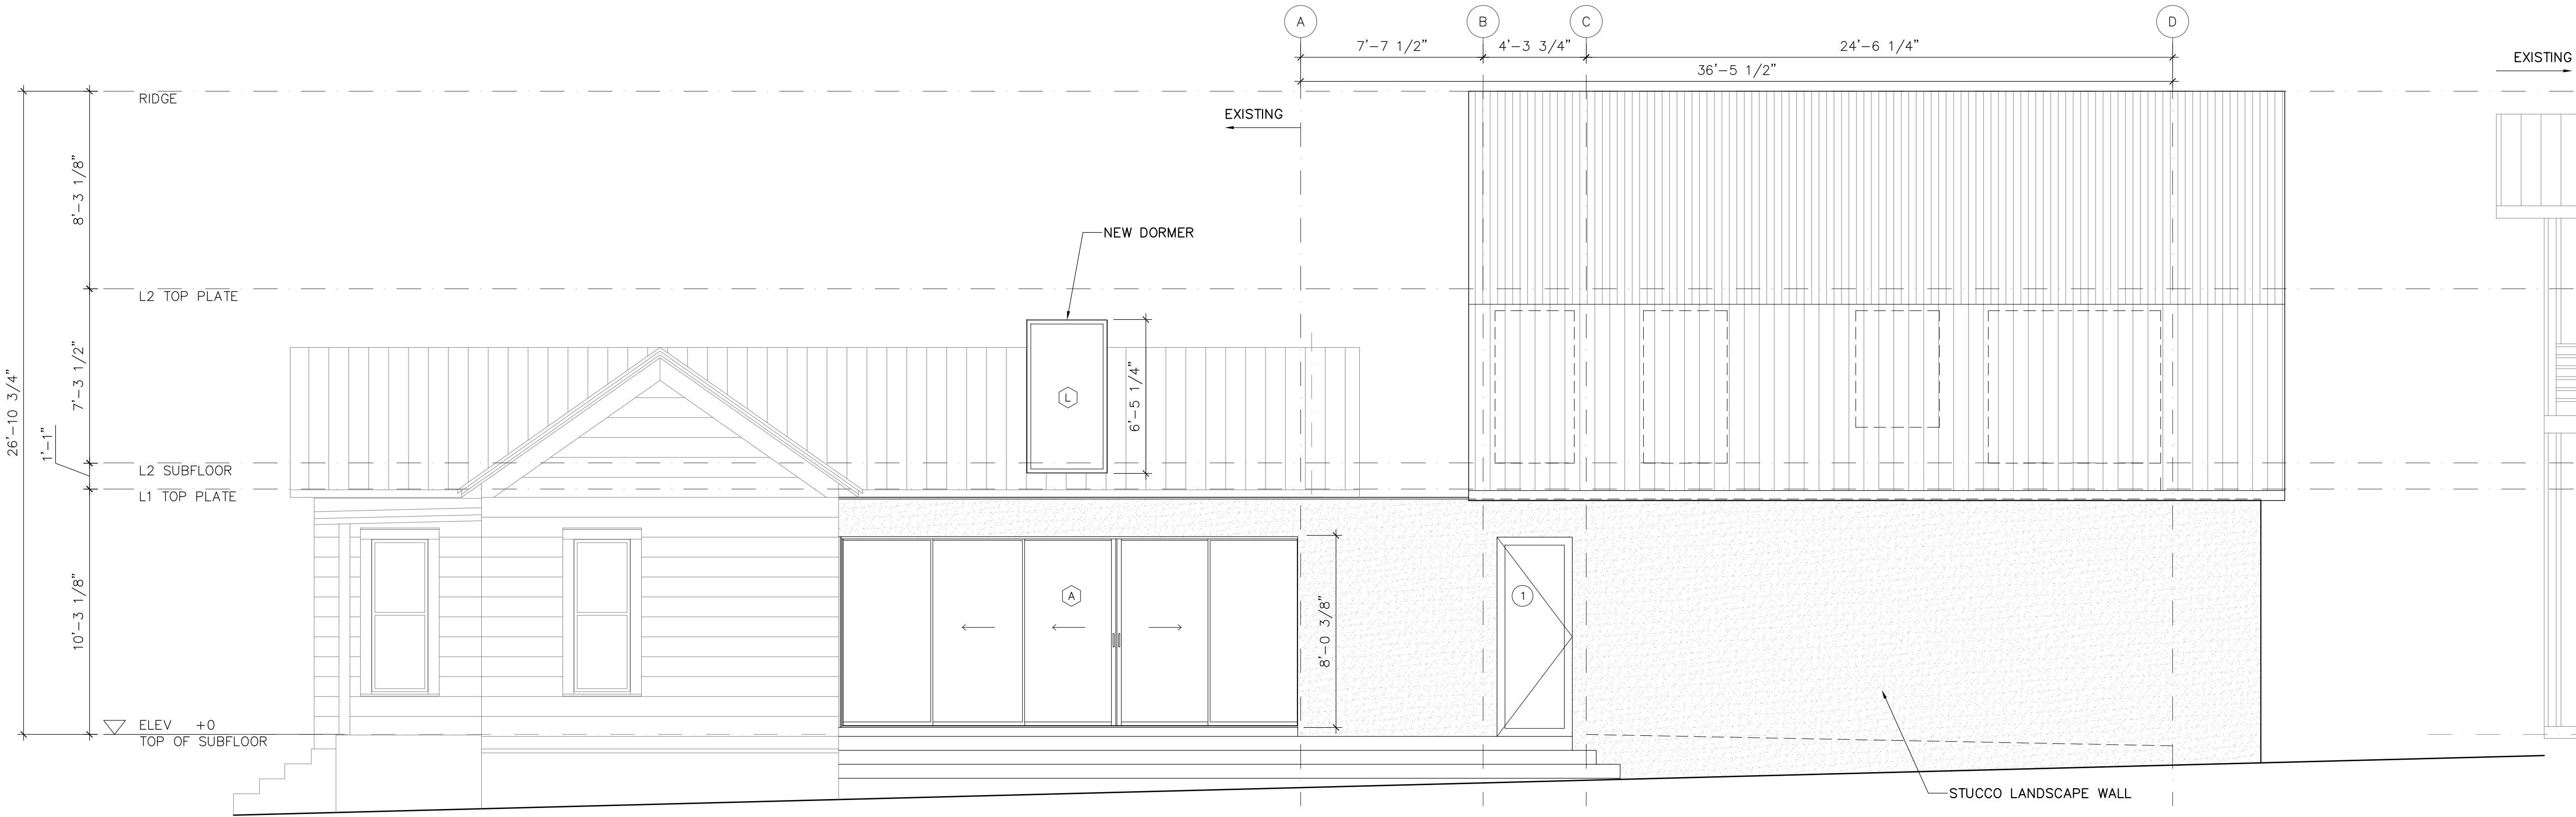 A
B
C
D
7'-7 1/2"
4'-3 3/4"
24'-6 1/4"
36'-5 1/2"
EXISTING
EXISTING
RIDGE
8'-3 1/8"
NEW DORMER
L2 TOP PLATE
7'-3 1/2"
26'-10 3/4"
1'-1"
6'-5 1/4"
L
L2 SUBFLOOR
L1 TOP PLATE
10'-3 1/8"
A
8'-0 3/8"
1
ELEV +0
TOP OF SUBFLOOR
STUCCO LANDSCAPE WALL